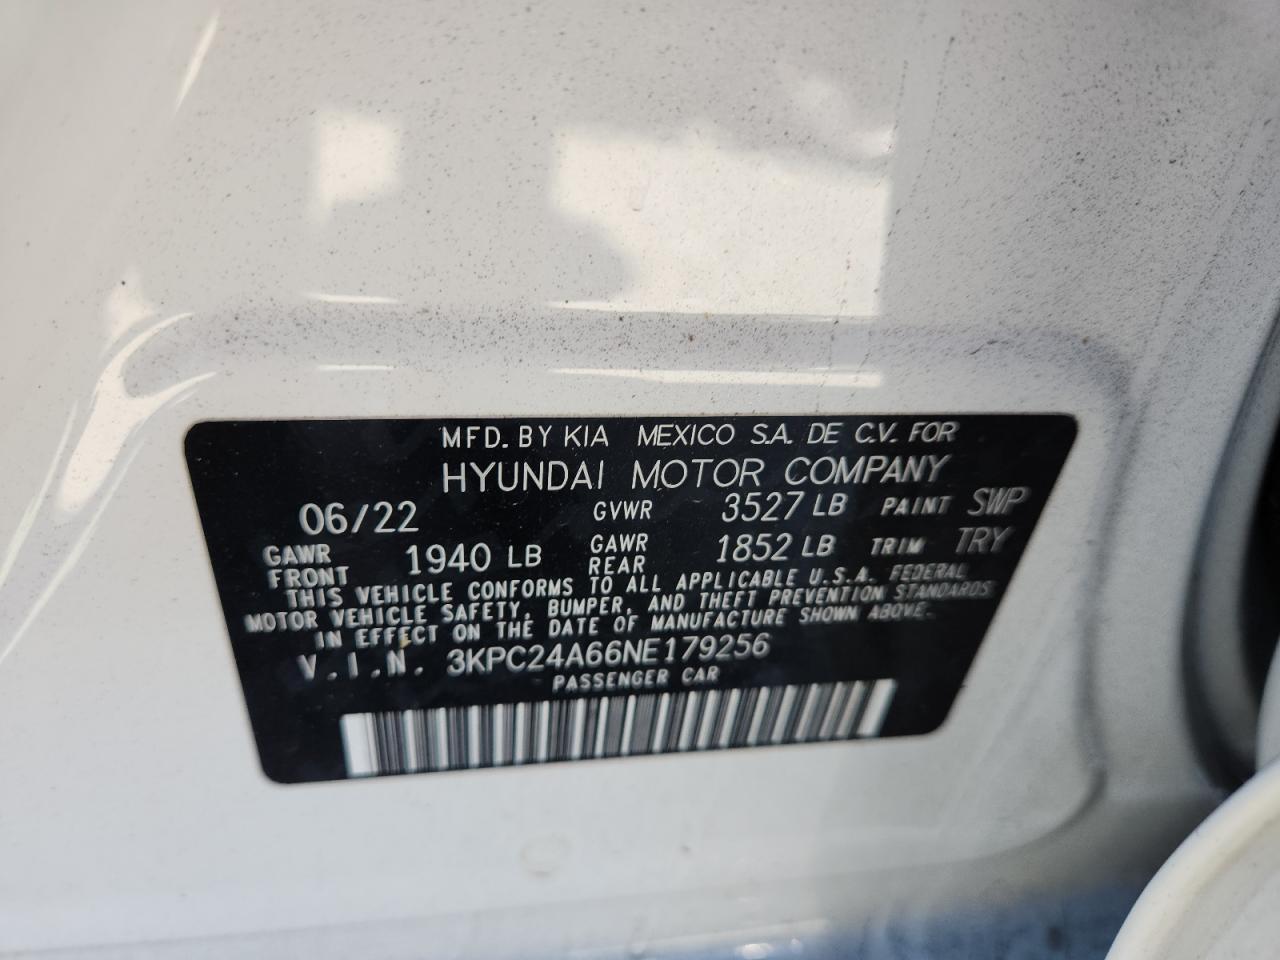 MFD. BY KIA MEXICO S.A. DE C.V. FOR
HYUNDAI MOTOR COMPANY
06/22 GVWR 3527 LB PAINT SWP
GAWR FRONT 1940 LB GAWR REAR 1852 LB TRIM TRY
THIS VEHICLE CONFORMS TO ALL APPLICABLE U.S.A. FEDERAL
MOTOR VEHICLE SAFETY, BUMPER, AND THEFT PREVENTION STANDARDS
IN EFFECT ON THE DATE OF MANUFACTURE SHOWN ABOVE.
V.I.N. 3KPC24A66NE179256
PASSENGER CAR